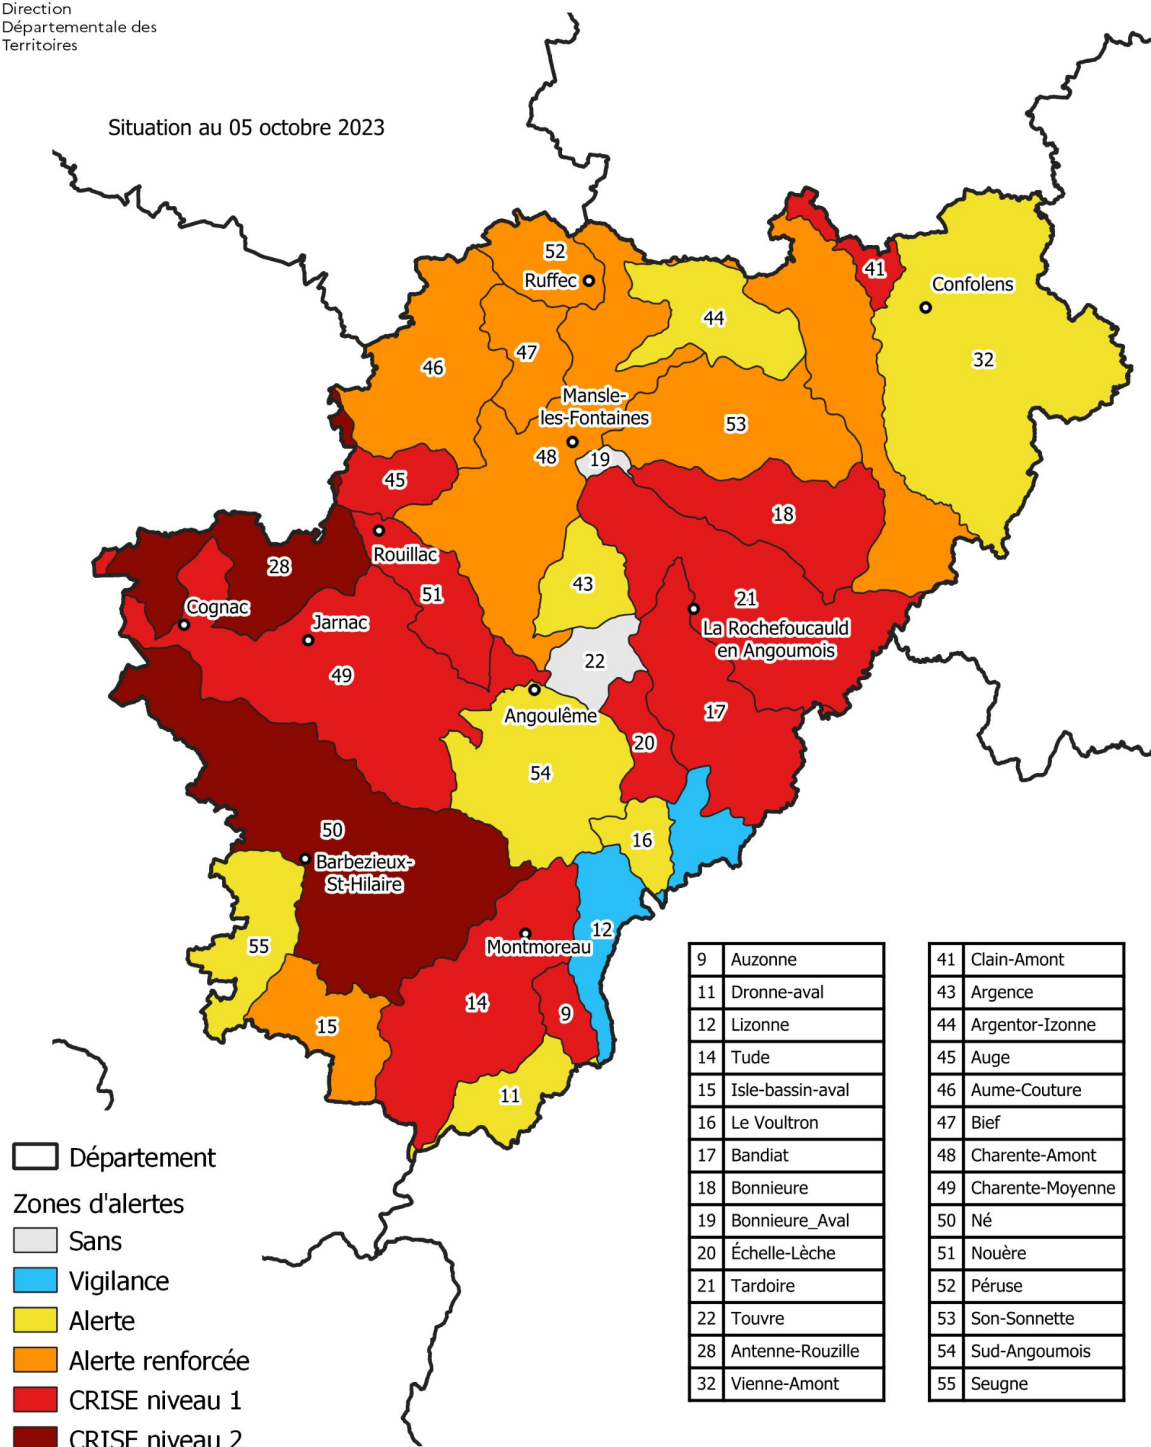 Direction
Départementale des
Territoires
Situation au 05 octobre 2023
52
Ruffec
41
Confolens
44
47
46
32
Mansle-
les-Fontaines
53
48
19
45
18
Rouillac
28
43
51
21
Cognac
Jarnac
La Rochefoucauld
en Angoumois
22
49
17
Angoulême
20
54
50
16
Barbezieux-
St-Hilaire
12
55
Montmoreau
14
9
15
11
9 Auzonne
11 Dronne-aval
12 Lizonne
14 Tude
15 Isle-bassin-aval
16 Le Voultron
17 Bandiat
18 Bonnieure
19 Bonnieure_Aval
20 Échelle-Lèche
21 Tardoire
22 Touvre
28 Antenne-Rouzille
32 Vienne-Amont
41 Clain-Amont
43 Argence
44 Argentor-Izonne
45 Auge
46 Aume-Couture
47 Bief
48 Charente-Amont
49 Charente-Moyenne
50 Né
51 Nouère
52 Péruse
53 Son-Sonnette
54 Sud-Angoumois
55 Seugne
Département
Zones d'alertes
Sans
Vigilance
Alerte
Alerte renforcée
CRISE niveau 1
CRISE niveau 2